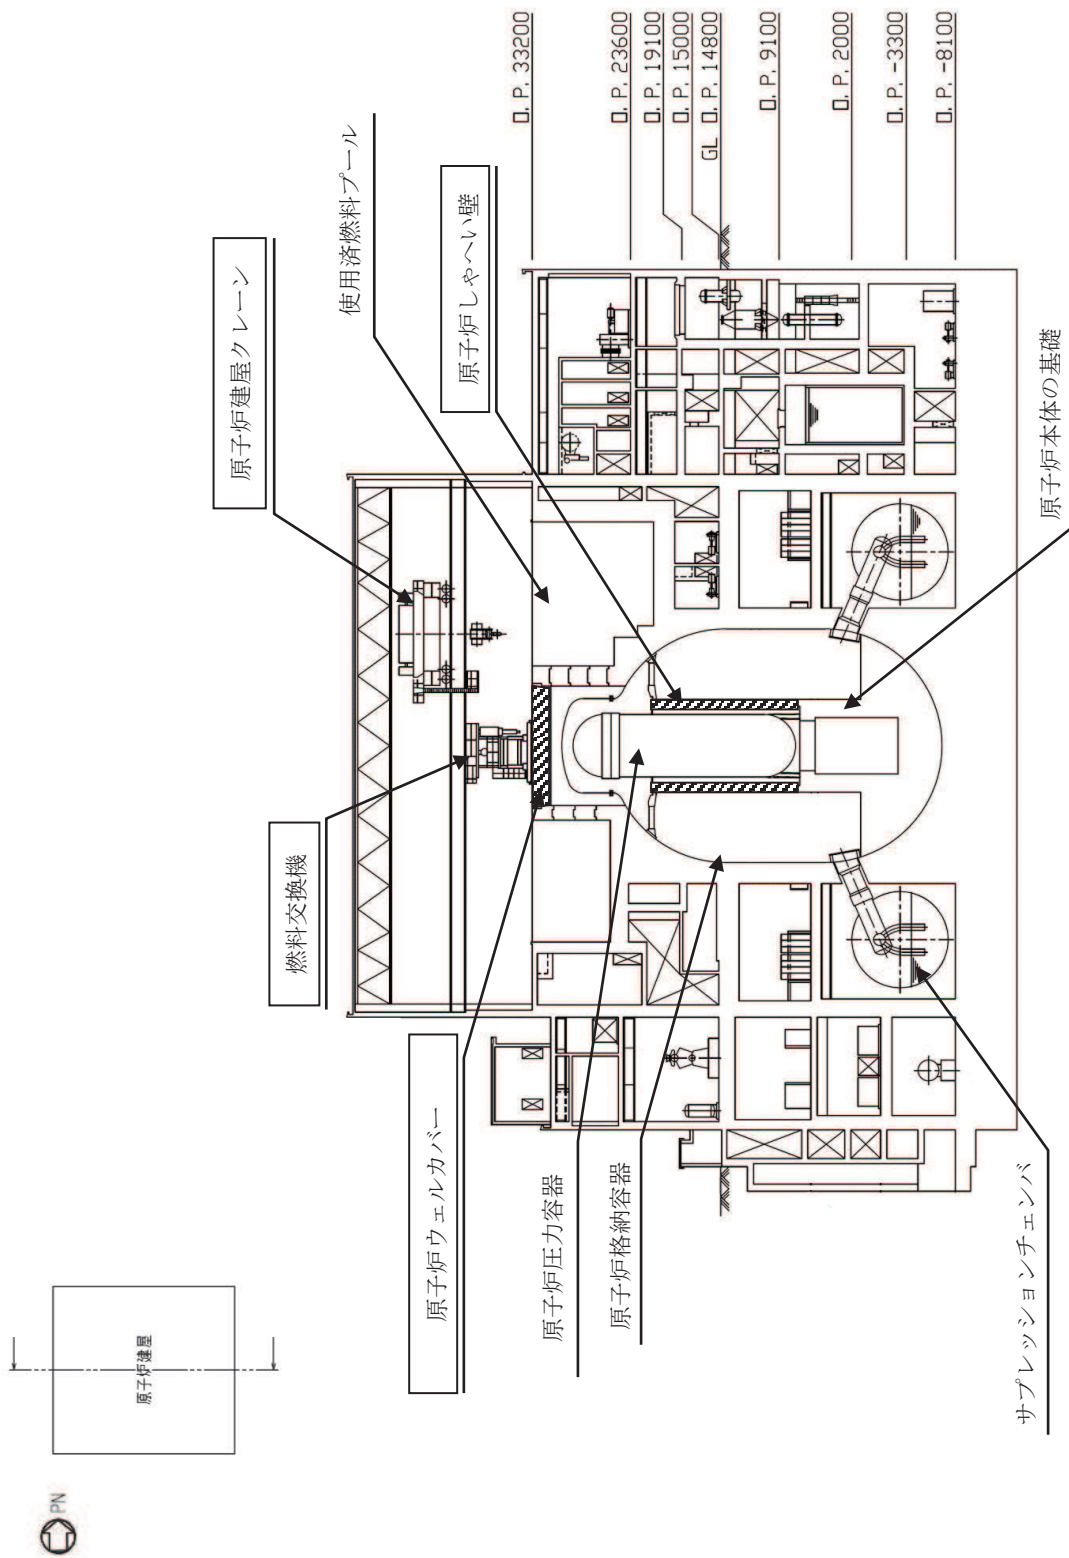 PN
原子炉建屋
原子炉ウェルカバー
燃料交換機
原子炉建屋クレーン
使用済燃料プール
原子炉しゃへい壁
原子炉圧力容器
原子炉格納容器
サプレッションチェンバ
原子炉本体の基礎
O.P. 33200
O.P. 23600
O.P. 19100
O.P. 15000
GL O.P. 14800
O.P. 9100
O.P. 2000
O.P. -3300
O.P. -8100